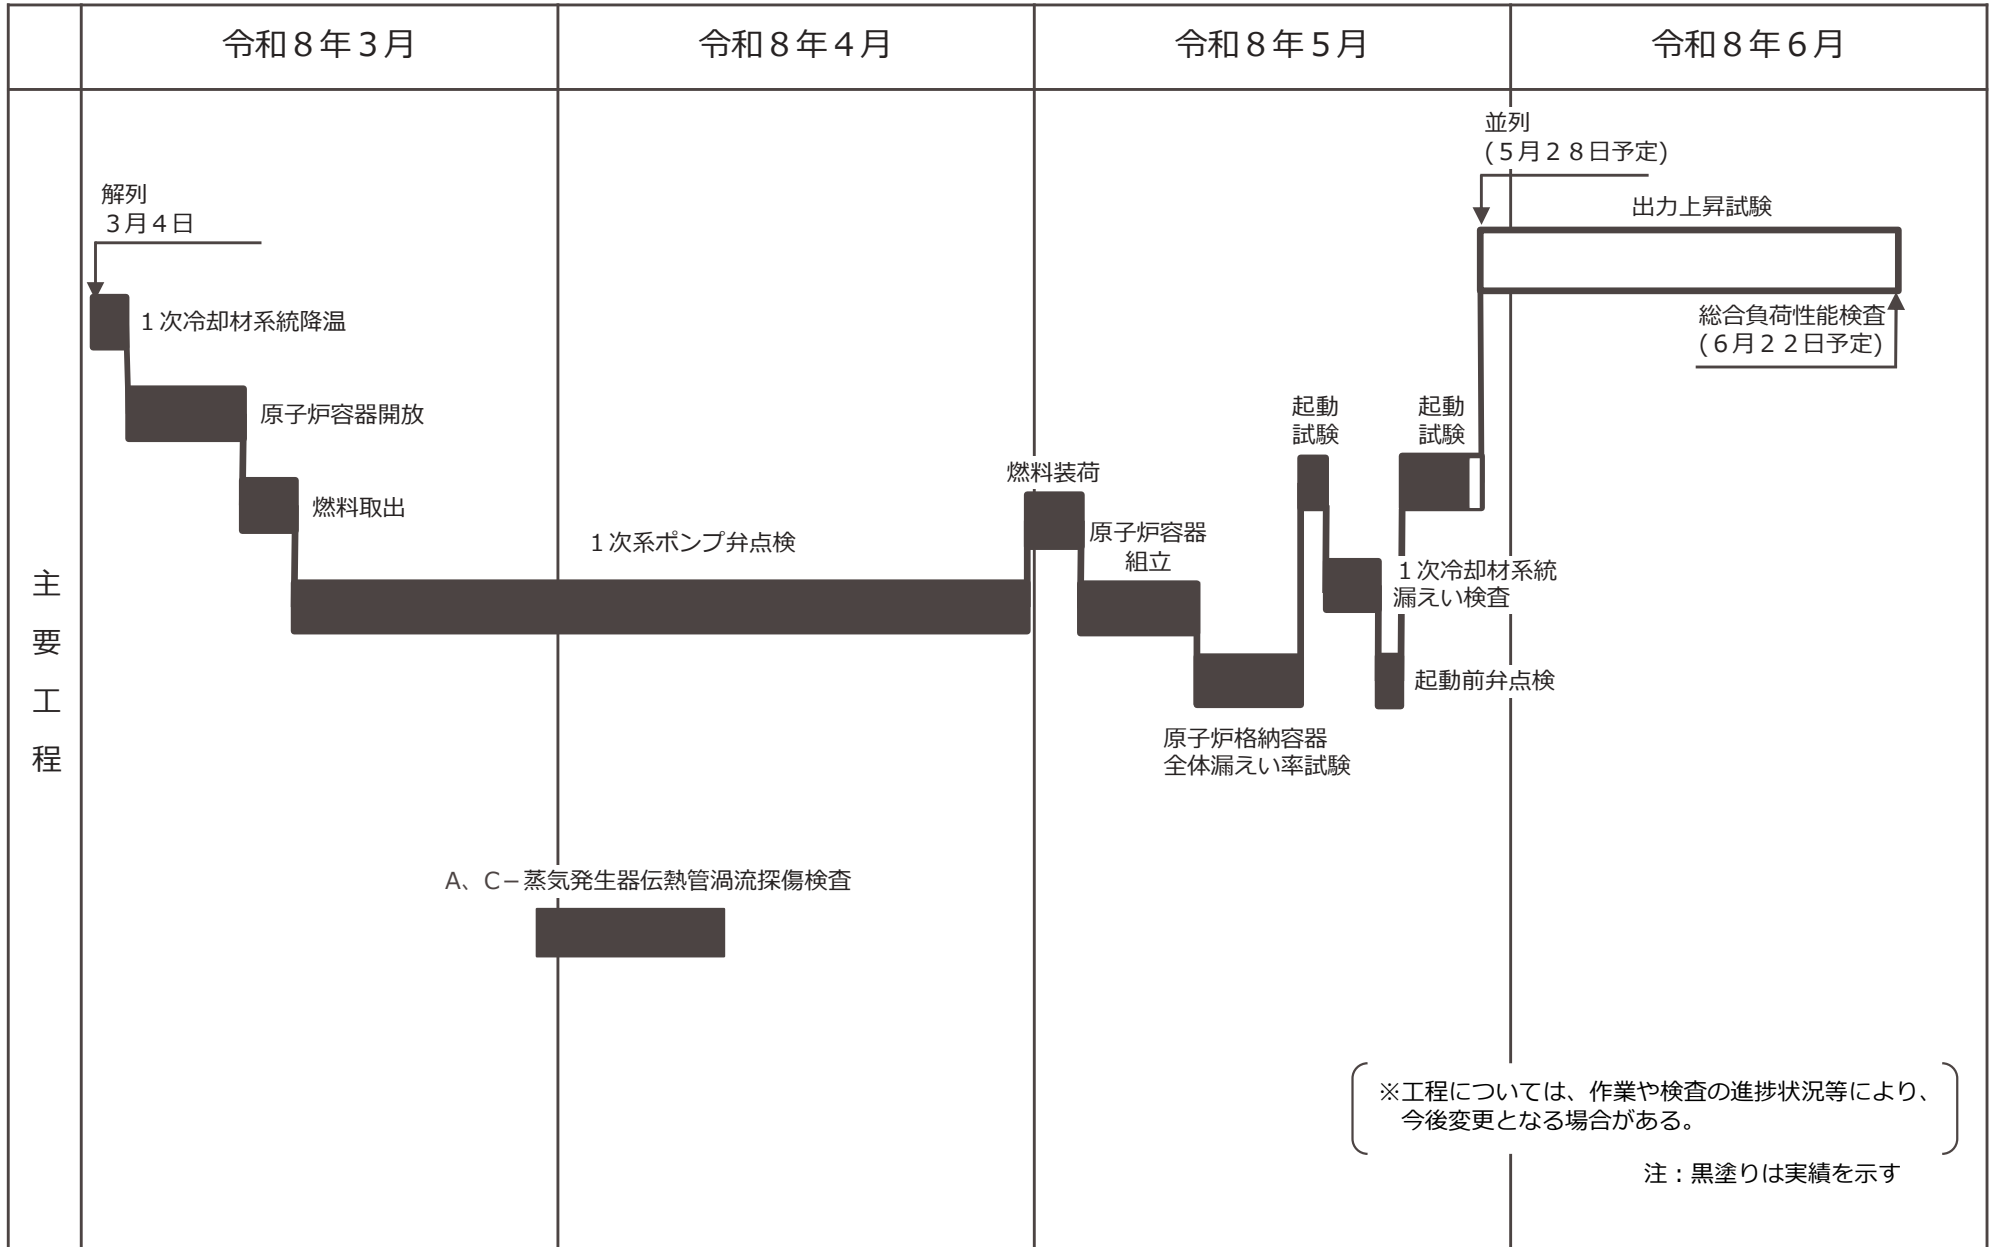 令和８年３月
令和８年４月
令和８年５月
令和８年６月
主要工程
解列
３月４日
１次冷却材系統降温
原子炉容器開放
燃料取出
１次系ポンプ弁点検
A、C－蒸気発生器伝熱管渦流探傷検査
燃料装荷
原子炉容器
組立
原子炉格納容器
全体漏えい率試験
起動
試験
１次冷却材系統
漏えい検査
起動前弁点検
起動
試験
並列
(５月２８日予定)
出力上昇試験
総合負荷性能検査
(６月２２日予定)
※工程については、作業や検査の進捗状況等により、
今後変更となる場合がある。
注：黒塗りは実績を示す